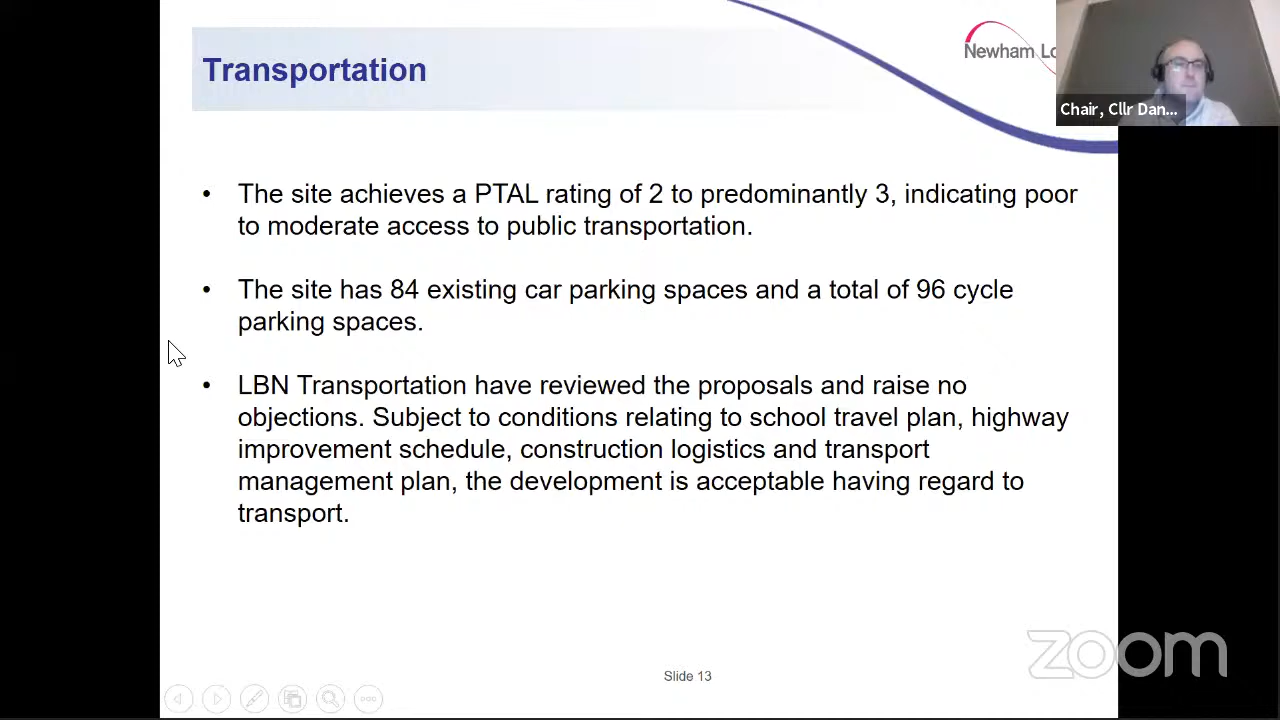 Transportation
Newham Lo
Chair, Cllr Dan...
• The site achieves a PTAL rating of 2 to predominantly 3, indicating poor
to moderate access to public transportation.
• The site has 84 existing car parking spaces and a total of 96 cycle
parking spaces.
• LBN Transportation have reviewed the proposals and raise no
objections. Subject to conditions relating to school travel plan, highway
improvement schedule, construction logistics and transport
management plan, the development is acceptable having regard to
transport.
zoom
Slide 13